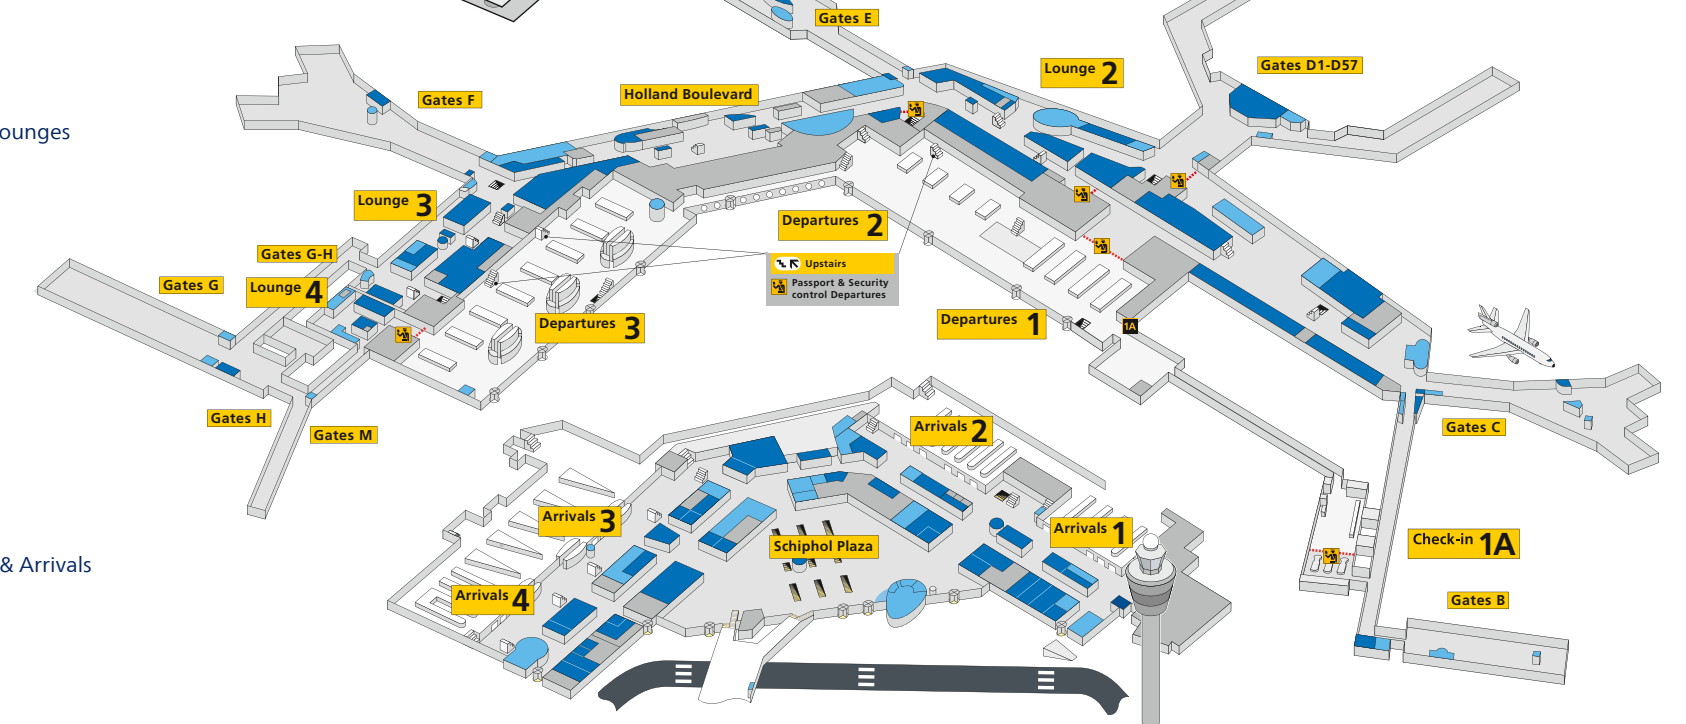 Gates E
Lounge 2
Gates D1-D57
Holland Boulevard
Gates F
ounges
Lounge 3
Departures 2
Gates G-H
Upstairs
Passport & Security
control Departures
Gates G
Lounge 4
Departures 3
Departures 1
1A
Gates H
Gates M
Gates C
Arrivals 2
Arrivals 3
Arrivals 1
Schiphol Plaza
Check-in 1A
& Arrivals
Arrivals 4
Gates B